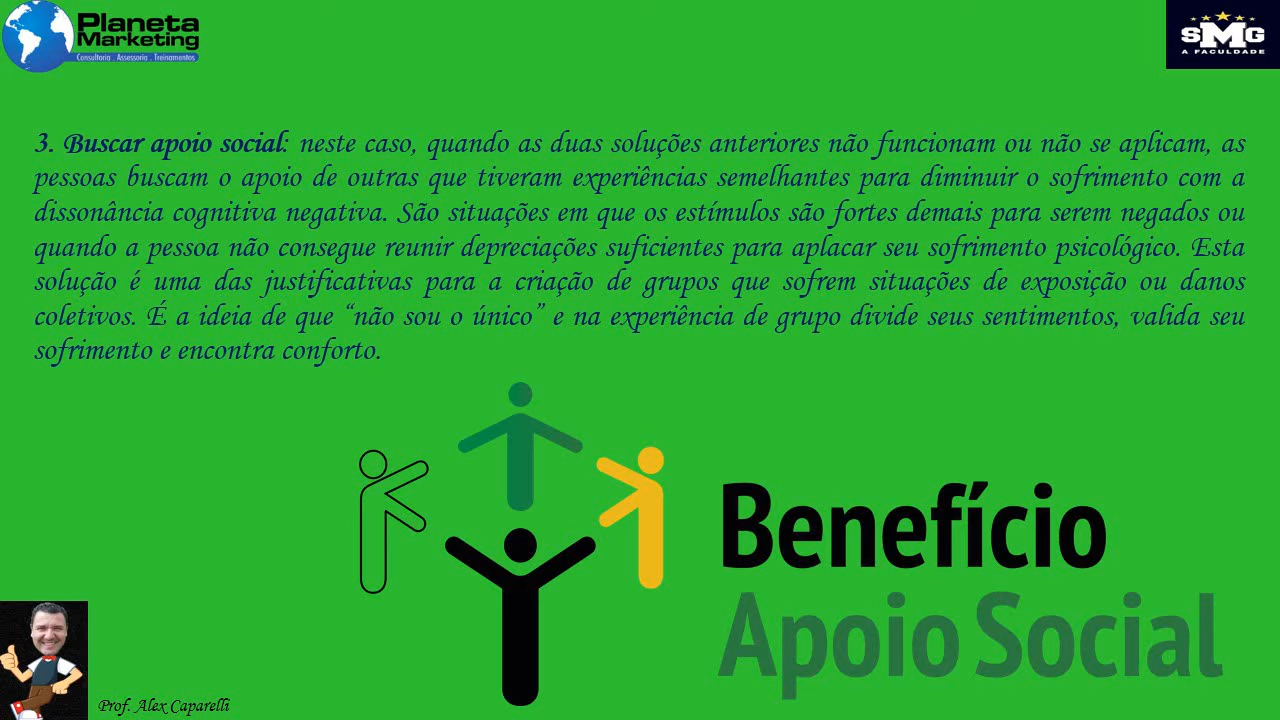 Planeta
Marketing
Consultoria . Assessoria . Treinamentos
SMG
A FACULDADE
3. Buscar apoio social: neste caso, quando as duas soluções anteriores não funcionam ou não se aplicam, as
pessoas buscam o apoio de outras que tiveram experiências semelhantes para diminuir o sofrimento com a
dissonância cognitiva negativa. São situações em que os estímulos são fortes demais para serem negados ou
quando a pessoa não consegue reunir depreciações suficientes para aplacar seu sofrimento psicológico. Esta
solução é uma das justificativas para a criação de grupos que sofrem situações de exposição ou danos
coletivos. É a ideia de que “não sou o único” e na experiência de grupo divide seus sentimentos, valida seu
sofrimento e encontra conforto.
Benefício
Apoio Social
Prof. Alex Caparelli